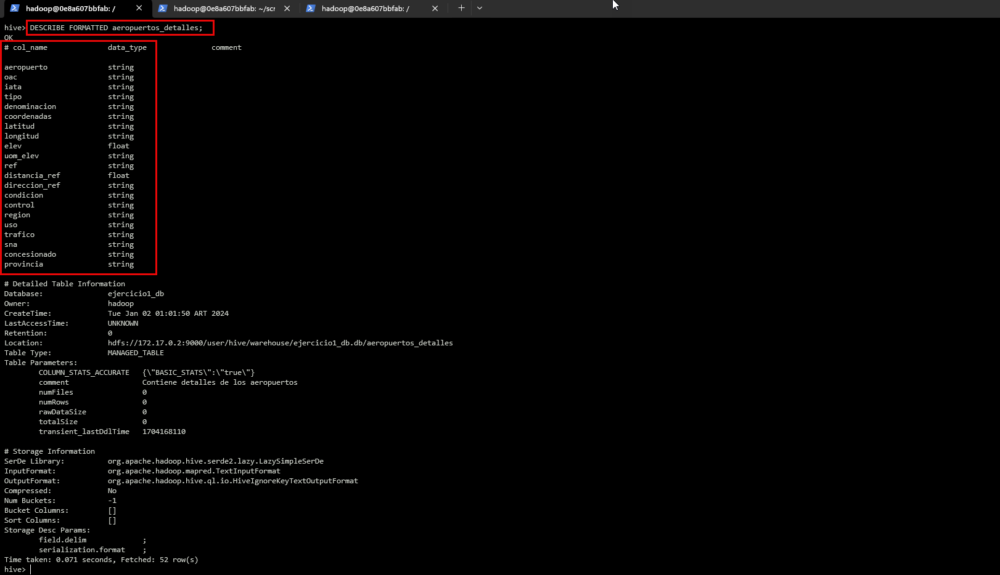 hadoop@0e8a607bbfab: / hadoop@0e8a607bbfab: ~/scr hadoop@0e8a607bbfab: /
hive> DESCRIBE FORMATTED aeropuertos_detalles;
OK
# col_name data_type comment
aeropuerto string
oac string
iata string
tipo string
denominacion string
coordenadas string
latitud string
longitud string
elev float
uom_elev string
ref string
distancia_ref float
direccion_ref string
condicion string
control string
region string
uso string
trafico string
sna string
concesionado string
provincia string
# Detailed Table Information
Database: ejercicio1_db
Owner: hadoop
CreateTime: Tue Jan 02 01:01:50 ART 2024
LastAccessTime: UNKNOWN
Retention: 0
Location: hdfs://172.17.0.2:9000/user/hive/warehouse/ejercicio1_db.db/aeropuertos_detalles
Table Type: MANAGED_TABLE
Table Parameters:
COLUMN_STATS_ACCURATE {\"BASIC_STATS\":\"true\"}
comment Contiene detalles de los aeropuertos
numFiles 0
numRows 0
rawDataSize 0
totalSize 0
transient_lastDdlTime 1704168110
# Storage Information
SerDe Library: org.apache.hadoop.hive.serde2.lazy.LazySimpleSerDe
InputFormat: org.apache.hadoop.mapred.TextInputFormat
OutputFormat: org.apache.hadoop.hive.ql.io.HiveIgnoreKeyTextOutputFormat
Compressed: No
Num Buckets: -1
Bucket Columns: []
Sort Columns: []
Storage Desc Params:
field.delim ;
serialization.format ;
Time taken: 0.071 seconds, Fetched: 52 row(s)
hive>